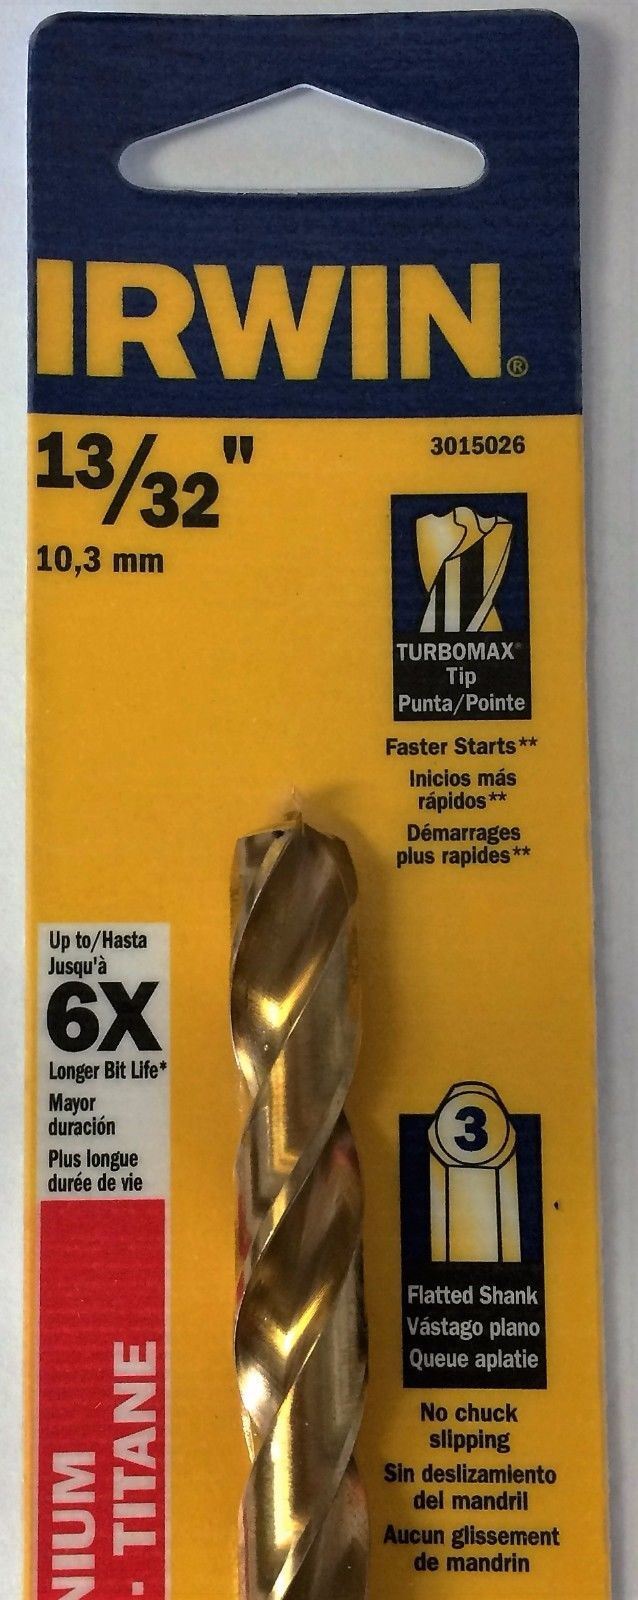 IRWIN®
13/32"
3015026
10,3 mm
TURBOMAX®
Tip
Punta/Pointe
Faster Starts**
Inicios más
rápidos**
Démarrages
plus rapides**
Up to/Hasta
Jusqu'à
6X
Longer Bit Life*
Mayor
duración
Plus longue
durée de vie
3
Flatted Shank
Vástago plano
Queue aplatie
No chuck
slipping
Sin deslizamiento
del mandril
Aucun glissement
de mandrin
NIUM
. TITANE